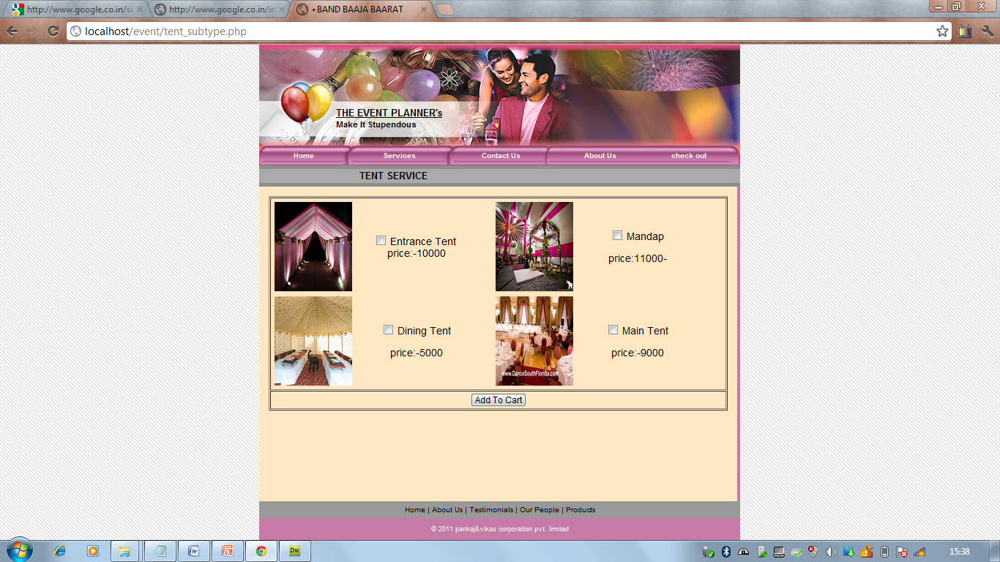 http://www.google.co.in/se
http://www.google.co.in/in
+BAND BAAJA BAARAT
localhost/event/tent_subtype.php
THE EVENT PLANNER's
Make It Stupendous
Home
Services
Contact Us
About Us
check out
TENT SERVICE
Entrance Tent
price:-10000
Mandap
price:11000-
Dining Tent
price:-5000
Main Tent
price:-9000
www.DanceSouthFlorida.com
Add To Cart
Home | About Us | Testimonials | Our People | Products
© 2011 pankaj&vikas corporation pvt. limited
Dw
15:38